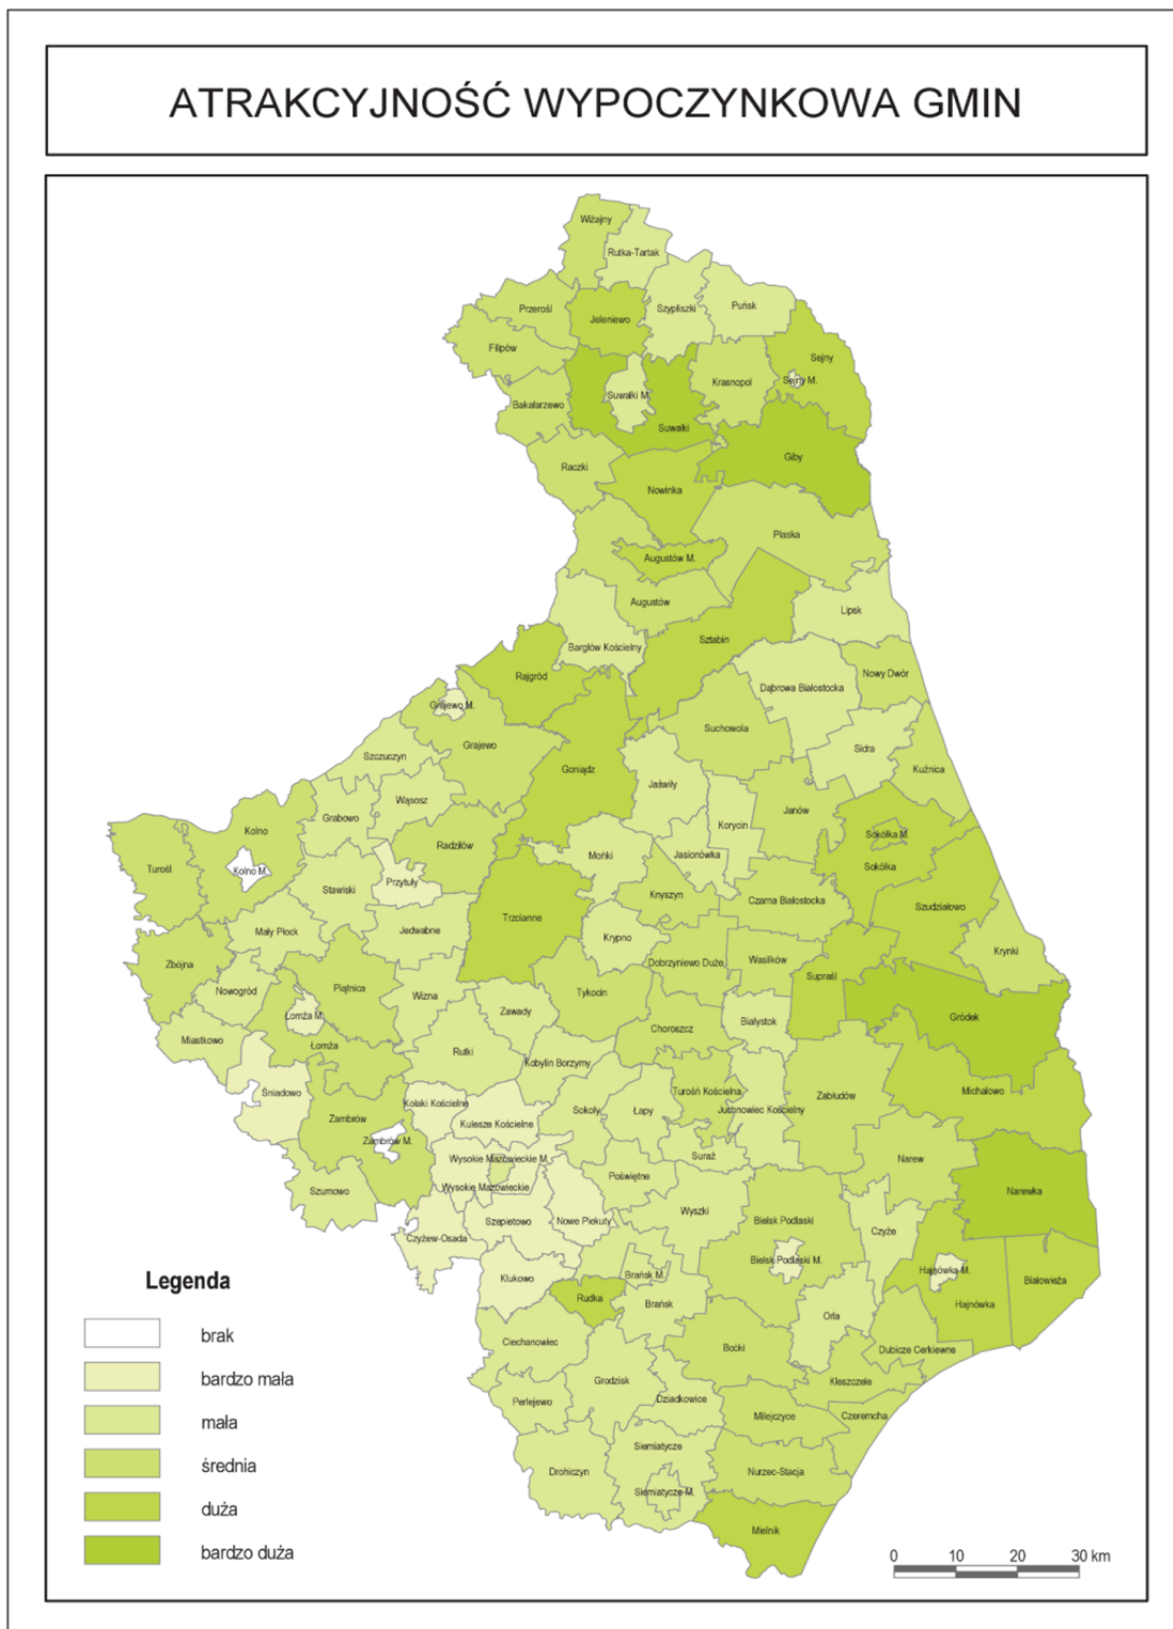 ATRAKCYJNOŚĆ WYPOCZYNKOWA GMIN
Wiżajny
Rutka-Tartak
Przerośl
Jeleniewo
Szypliszki
Puńsk
Filipów
Sejny
Sejny M.
Krasnopol
Suwałki M.
Bakałarzewo
Suwałki
Giby
Raczki
Nowinka
Płaska
Augustów M.
Augustów
Lipsk
Sztabin
Bargłów Kościelny
Rajgród
Nowy Dwór
Dąbrowa Białostocka
Grajewo M.
Suchowola
Grajewo
Sidra
Szczuczyn
Goniądz
Kuźnica
Jaświły
Wąsosz
Janów
Grabowo
Korycin
Kolno
Sokółka M.
Radziłów
Mońki
Jasionówka
Sokółka
Turośl
Kolno M.
Przytuły
Stawiski
Knyszyn
Czarna Białostocka
Szudziałowo
Trzcianne
Mały Płock
Jedwabne
Krypno
Krynki
Zbójna
Dobrzyniewo Duże
Wasilków
Supraśl
Nowogród
Piątnica
Wizna
Tykocin
Zawady
Łomża M.
Gródek
Białystok
Choroszcz
Miastkowo
Łomża
Rutki
Kobylin Borzymy
Śniadowo
Turośń Kościelna
Michałowo
Zabłudów
Kołaki Kościelne
Sokoły
Łapy
Juchnowiec Kościelny
Zambrów
Kulesze Kościelne
Zambrów M.
Suraż
Wysokie Mazowieckie M.
Narew
Poświętne
Wysokie Mazowieckie
Szumowo
Narewka
Wyszki
Szepietowo
Nowe Piekuty
Bielsk Podlaski
Czyże
Czyżew-Osada
Bielsk Podlaski M.
Hajnówka M.
Klukowo
Brańsk M.
Białowieża
Rudka
Brańsk
Hajnówka
Orla
Ciechanowiec
Boćki
Dubicze Cerkiewne
Grodzisk
Kleszczele
Perlejewo
Dziadkowice
Milejczyce
Czeremcha
Siemiatycze
Drohiczyn
Nurzec-Stacja
Siemiatycze M.
Mielnik
Legenda
brak
bardzo mała
mała
średnia
duża
bardzo duża
0 10 20 30 km